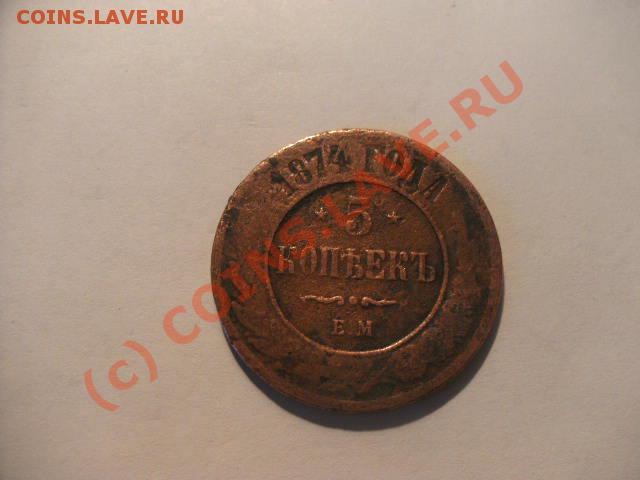 COINS.LAVE.RU
(c) COINS.LAVE.RU
1874 ГОДА
5
КОПѢЕКЪ
Е.М